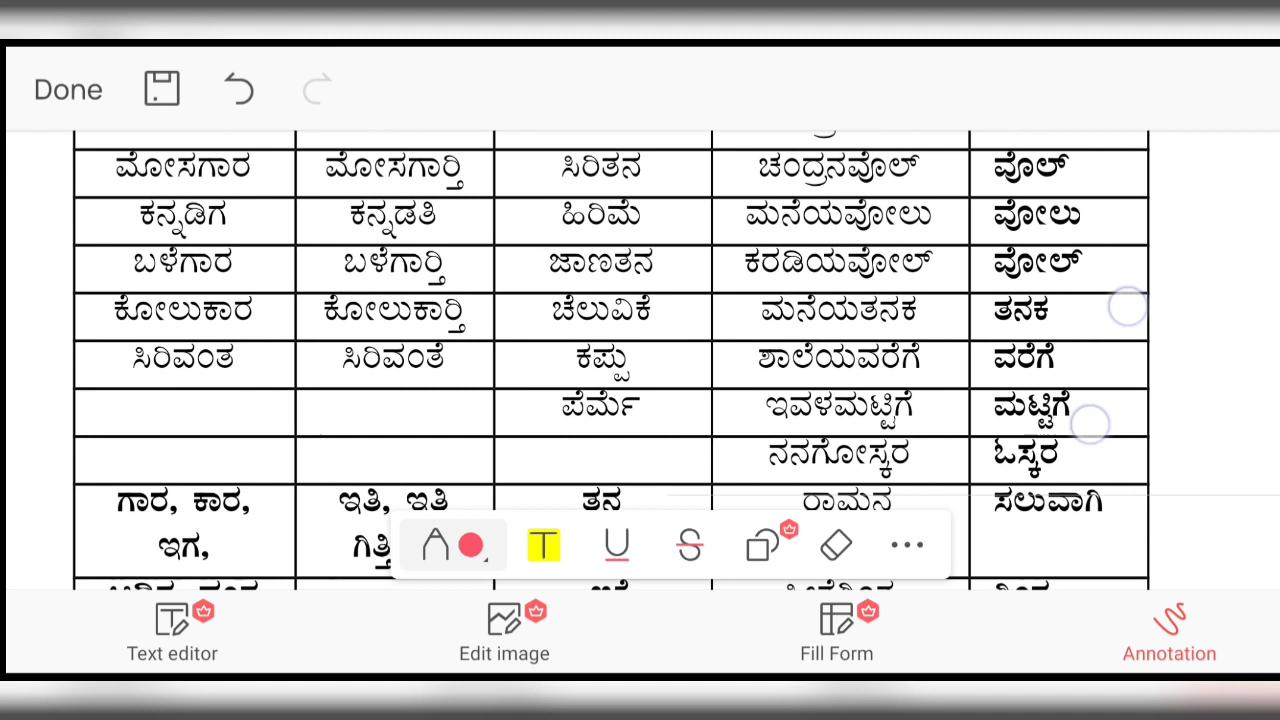 Done
ಮೋಸಗಾರ ಮೋಸಗಾರ್ತಿ ಸಿರಿತನ ಚಂದ್ರನವೊಲ್ ವೊಲ್
ಕನ್ನಡಿಗ ಕನ್ನಡತಿ ಹಿರಿಮೆ ಮನೆಯವೋಲು ವೋಲು
ಬಳೆಗಾರ ಬಳೆಗಾರ್ತಿ ಜಾಣತನ ಕರಡಿಯವೋಲ್ ವೋಲ್
ಕೋಲುಕಾರ ಕೋಲುಕಾರ್ತಿ ಚೆಲುವಿಕೆ ಮನೆಯತನಕ ತನಕ
ಸಿರಿವಂತ ಸಿರಿವಂತೆ ಕಪ್ಪು ಶಾಲೆಯವರೆಗೆ ವರೆಗೆ
ಪೆರ್ಮೆ ಇವಳಮಟ್ಟಿಗೆ ಮಟ್ಟಿಗೆ
ನನಗೋಸ್ಕರ ಓಸ್ಕರ
ಗಾರ, ಕಾರ, ಇತಿ, ಇತಿ ತನ ರಾಮನ ಸಲುವಾಗಿ
ಇಗ,
Text editor Edit image Fill Form Annotation